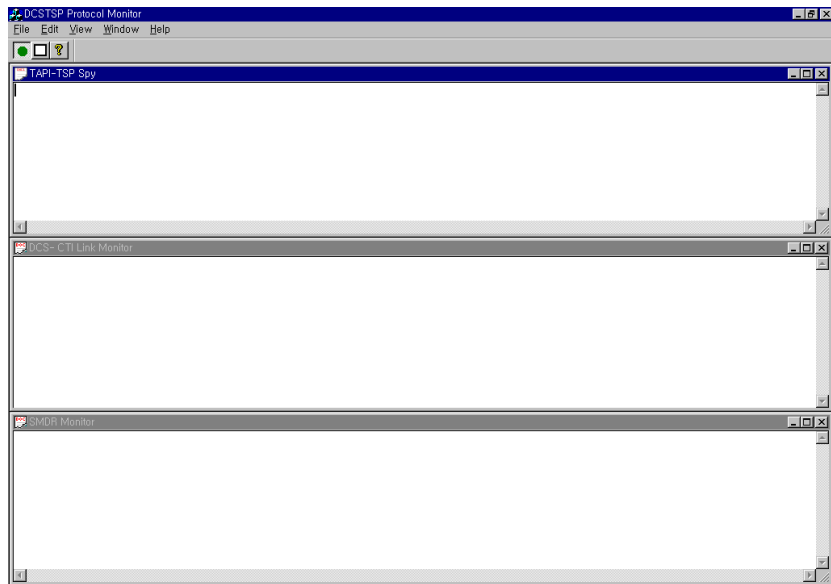 DCSTSP Protocol Monitor
File Edit View Window Help
?
TAPI-TSP Spy
DCS- CTI Link Monitor
SMDR Monitor